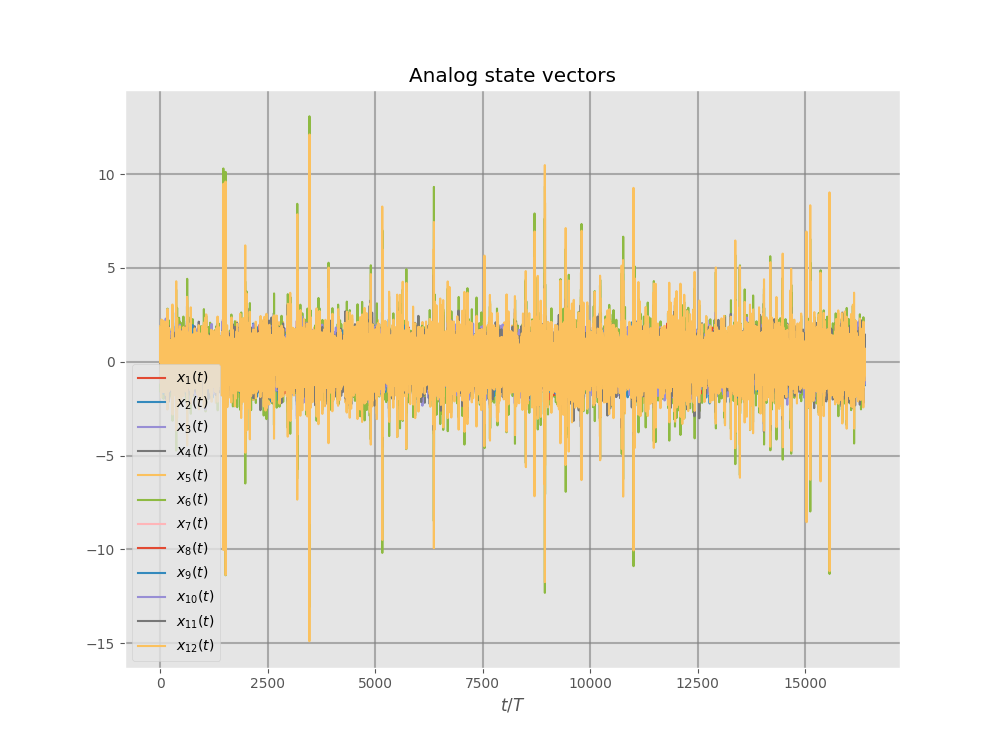 Analog state vectors
10
5
0
−5
−10
−15
x₁(t)
x₂(t)
x₃(t)
x₄(t)
x₅(t)
x₆(t)
x₇(t)
x₈(t)
x₉(t)
x₁₀(t)
x₁₁(t)
x₁₂(t)
0 2500 5000 7500 10000 12500 15000
t/T